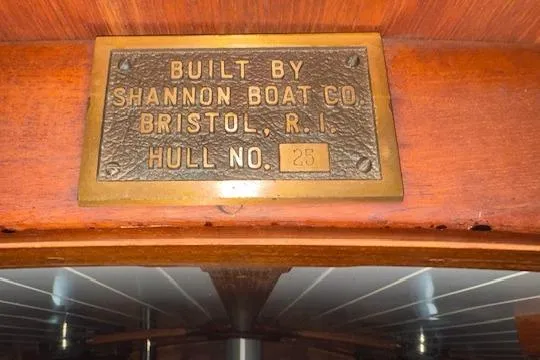 BUILT BY
SHANNON BOAT CO.
BRISTOL, R. I.
HULL NO. 25